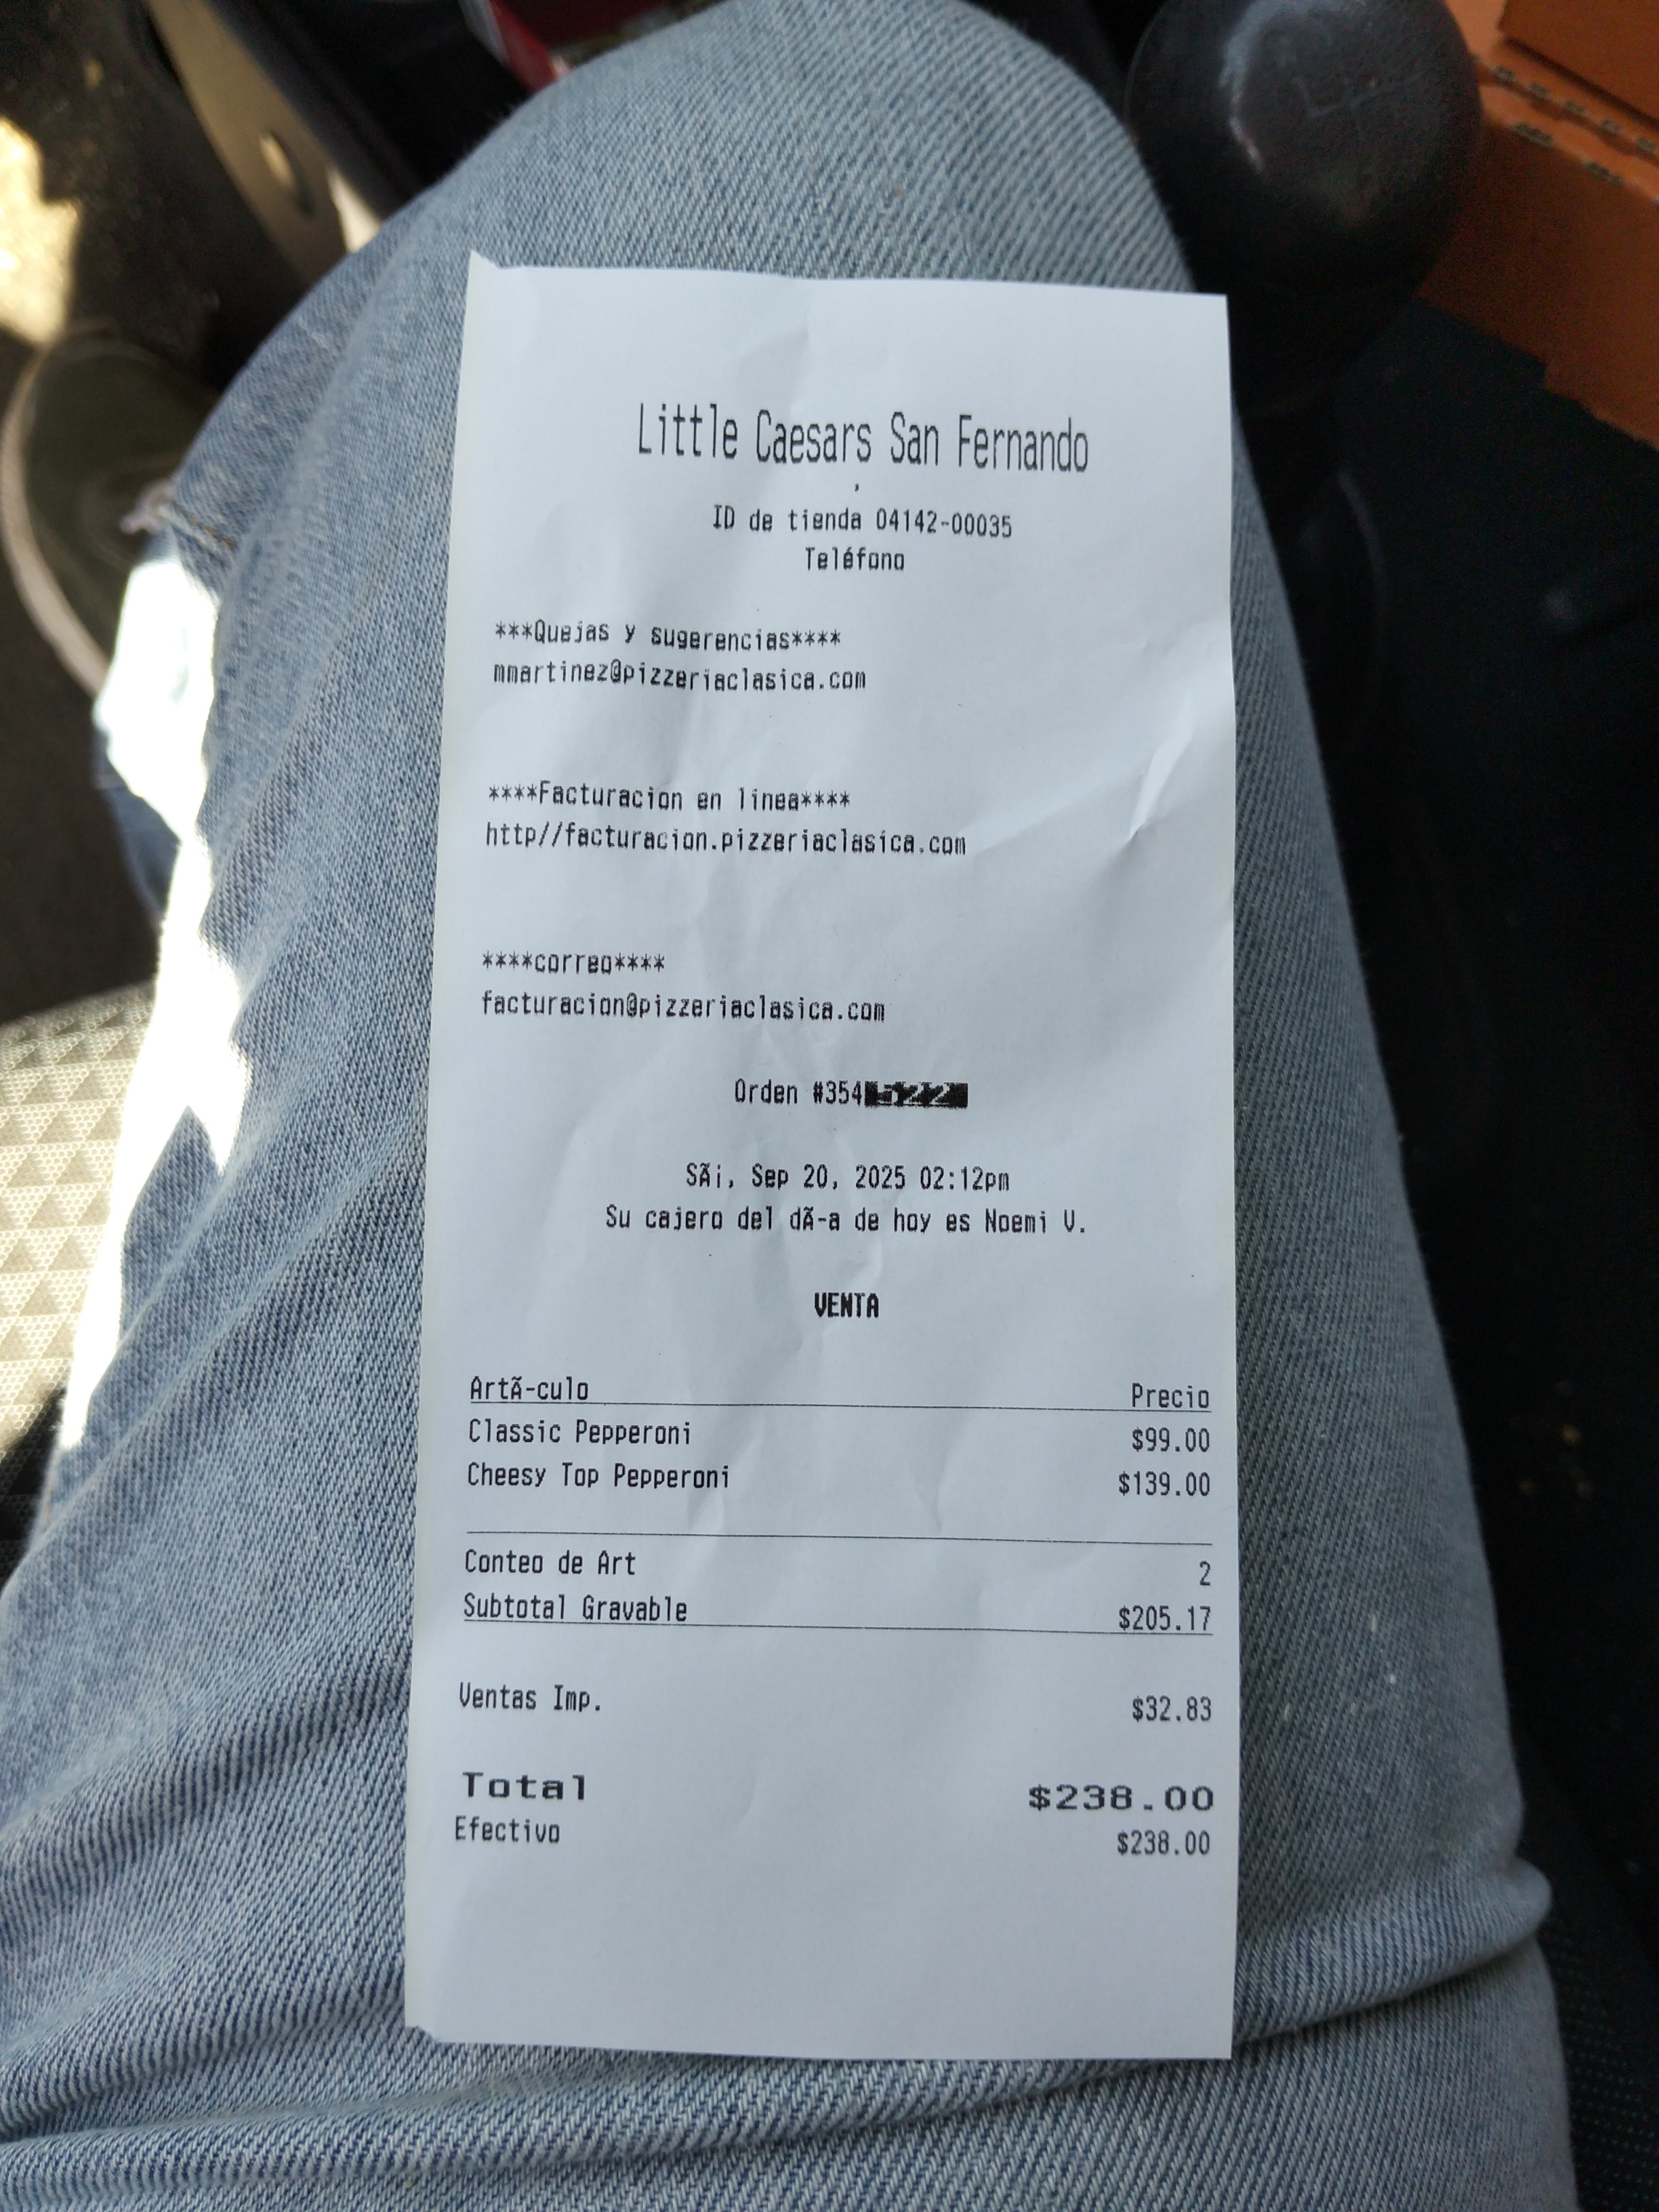 Little Caesars San Fernando
,
ID de tienda 04142-00035
Teléfono
***Quejas y sugerencias****
mmartinez@pizzeriaclasica.com
****Facturacion en linea****
http//facturacion.pizzeriaclasica.com
****correo****
facturacion@pizzeriaclasica.com
Orden #354
SÃ¡, Sep 20, 2025 02:12pm
Su cajero del dÃ-a de hoy es Noemi V.
VENTA
ArtÃ-culo Precio
Classic Pepperoni $99.00
Cheesy Top Pepperoni $139.00
Conteo de Art 2
Subtotal Gravable $205.17
Ventas Imp. $32.83
Total $238.00
Efectivo $238.00